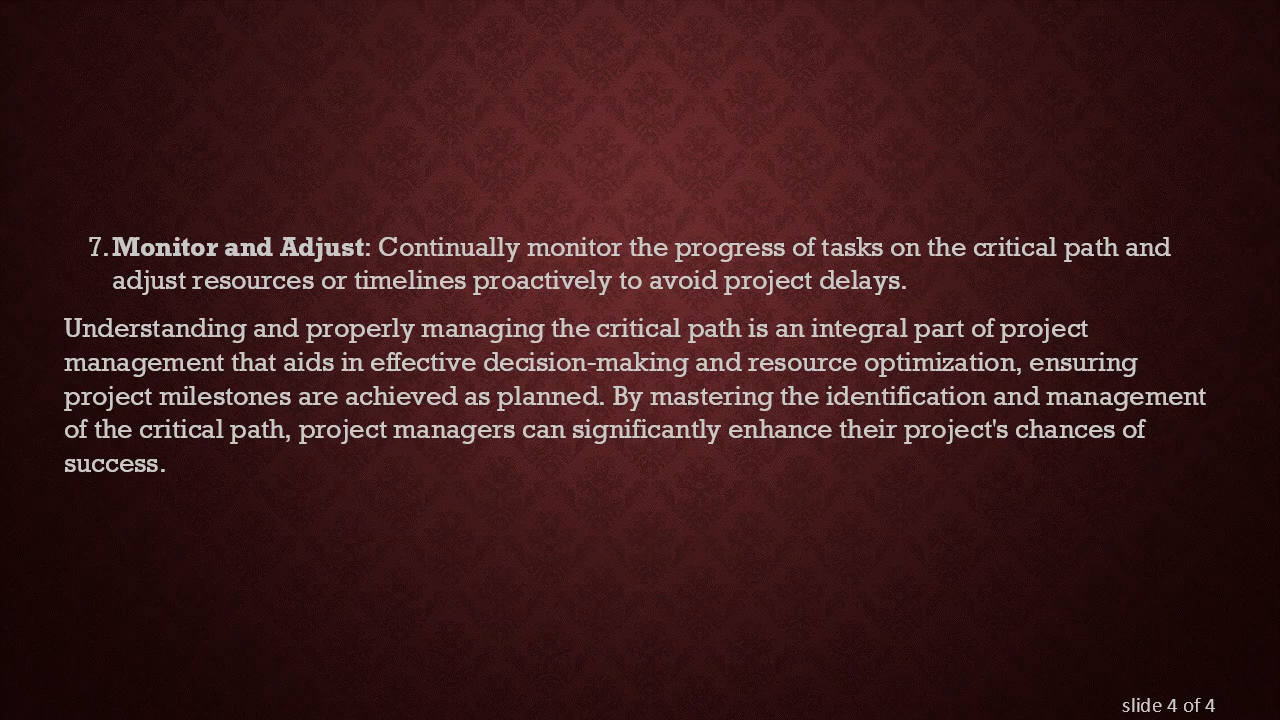 7. Monitor and Adjust: Continually monitor the progress of tasks on the critical path and
adjust resources or timelines proactively to avoid project delays.
Understanding and properly managing the critical path is an integral part of project
management that aids in effective decision-making and resource optimization, ensuring
project milestones are achieved as planned. By mastering the identification and management
of the critical path, project managers can significantly enhance their project's chances of
success.
slide 4 of 4